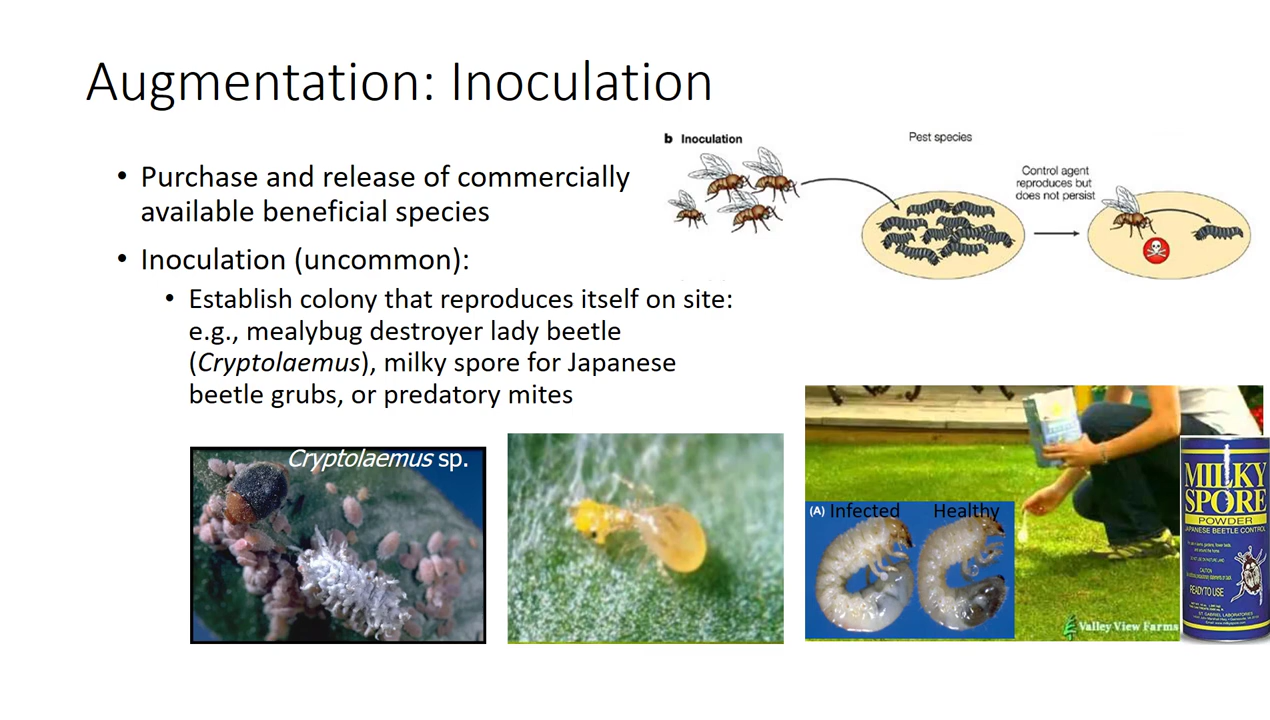 Augmentation: Inoculation
• Purchase and release of commercially
available beneficial species
• Inoculation (uncommon):
• Establish colony that reproduces itself on site:
e.g., mealybug destroyer lady beetle
(Cryptolaemus), milky spore for Japanese
beetle grubs, or predatory mites
b Inoculation
Pest species
Control agent
reproduces but
does not persist
Cryptolaemus sp.
(A) Infected Healthy
Valley View Farms
MILKY
SPORE
POWDER
JAPANESE BEETLE CONTROL
CAUTION
READY TO USE
ST. GABRIEL LABORATORIES